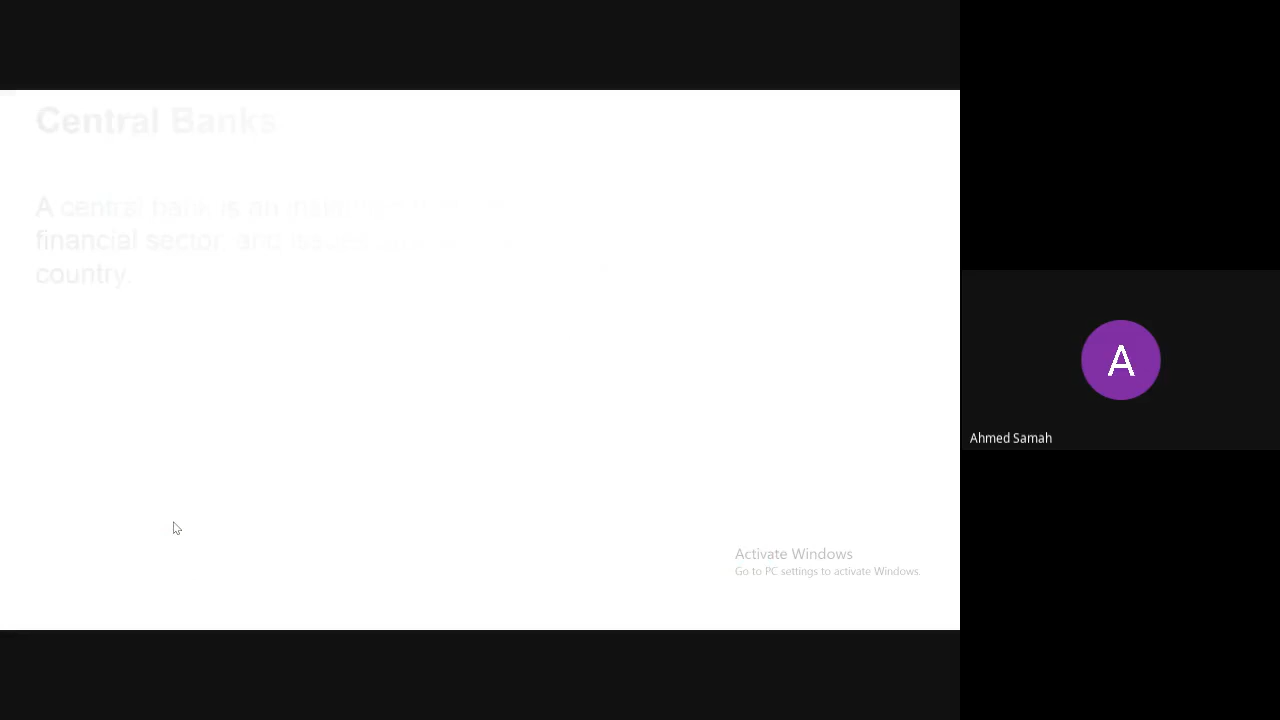 Central Banks
A central bank is an
financial sector, and issues
country.
Activate Windows
Go to PC settings to activate Windows.
A
Ahmed Samah